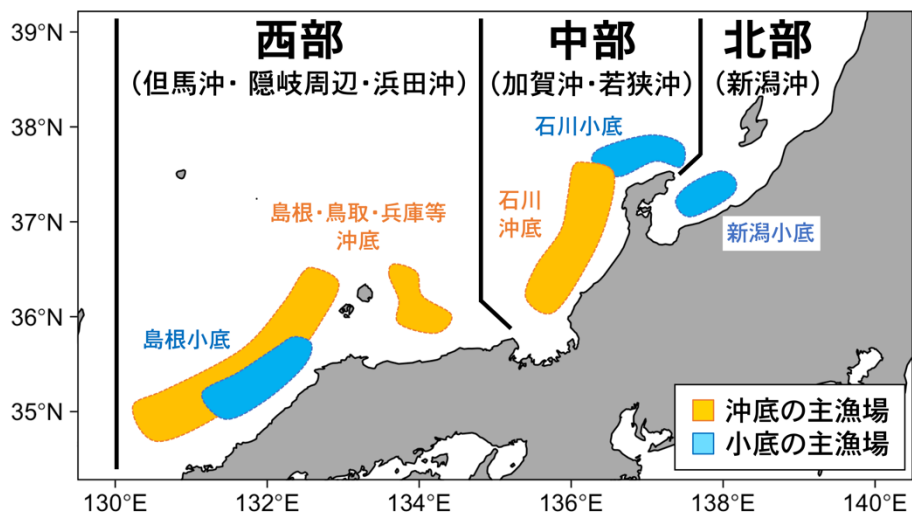 西部
(但馬沖・隠岐周辺・浜田沖)
中部
(加賀沖・若狭沖)
北部
(新潟沖)
石川小底
石川
沖底
島根・鳥取・兵庫等
沖底
新潟小底
島根小底
沖底の主漁場
小底の主漁場
39°N
38°N
37°N
36°N
35°N
130°E
132°E
134°E
136°E
138°E
140°E